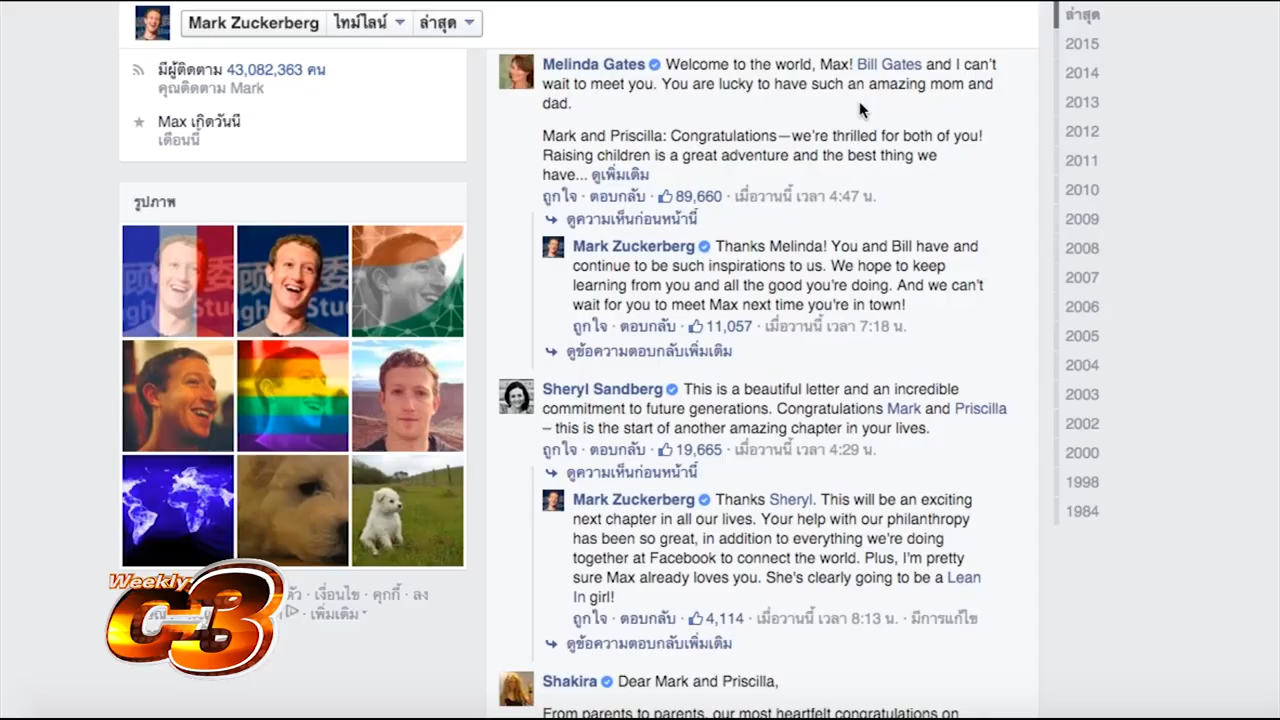 Mark Zuckerberg ไทม์ไลน์ ล่าสุด
มีผู้ติดตาม 43,082,363 คน
คุณติดตาม Mark
Max เกิดวันนี้
เดือนนี้
รูปภาพ
Weekly
C-3
เงื่อนไข · คุกกี้ · ลง
เพิ่มเติม
Melinda Gates Welcome to the world, Max! Bill Gates and I can't
wait to meet you. You are lucky to have such an amazing mom and
dad.
Mark and Priscilla: Congratulations—we're thrilled for both of you!
Raising children is a great adventure and the best thing we
have... ดูเพิ่มเติม
ถูกใจ · ตอบกลับ · 89,660 · เมื่อวานนี้ เวลา 4:47 น.
ดูความเห็นก่อนหน้านี้
Mark Zuckerberg Thanks Melinda! You and Bill have and
continue to be such inspirations to us. We hope to keep
learning from you and all the good you're doing. And we can't
wait for you to meet Max next time you're in town!
ถูกใจ · ตอบกลับ · 11,057 · เมื่อวานนี้ เวลา 7:18 น.
ดูข้อความตอบกลับเพิ่มเติม
Sheryl Sandberg This is a beautiful letter and an incredible
commitment to future generations. Congratulations Mark and Priscilla
– this is the start of another amazing chapter in your lives.
ถูกใจ · ตอบกลับ · 19,665 · เมื่อวานนี้ เวลา 4:29 น.
ดูความเห็นก่อนหน้านี้
Mark Zuckerberg Thanks Sheryl. This will be an exciting
next chapter in all our lives. Your help with our philanthropy
has been so great, in addition to everything we're doing
together at Facebook to connect the world. Plus, I'm pretty
sure Max already loves you. She's clearly going to be a Lean
In girl!
ถูกใจ · ตอบกลับ · 4,114 · เมื่อวานนี้ เวลา 8:13 น. · มีการแก้ไข
ดูข้อความตอบกลับเพิ่มเติม
Shakira Dear Mark and Priscilla,
From parents to parents, our most heartfelt congratulations on
ล่าสุด
2015
2014
2013
2012
2011
2010
2009
2008
2007
2006
2005
2004
2003
2002
2000
1998
1984